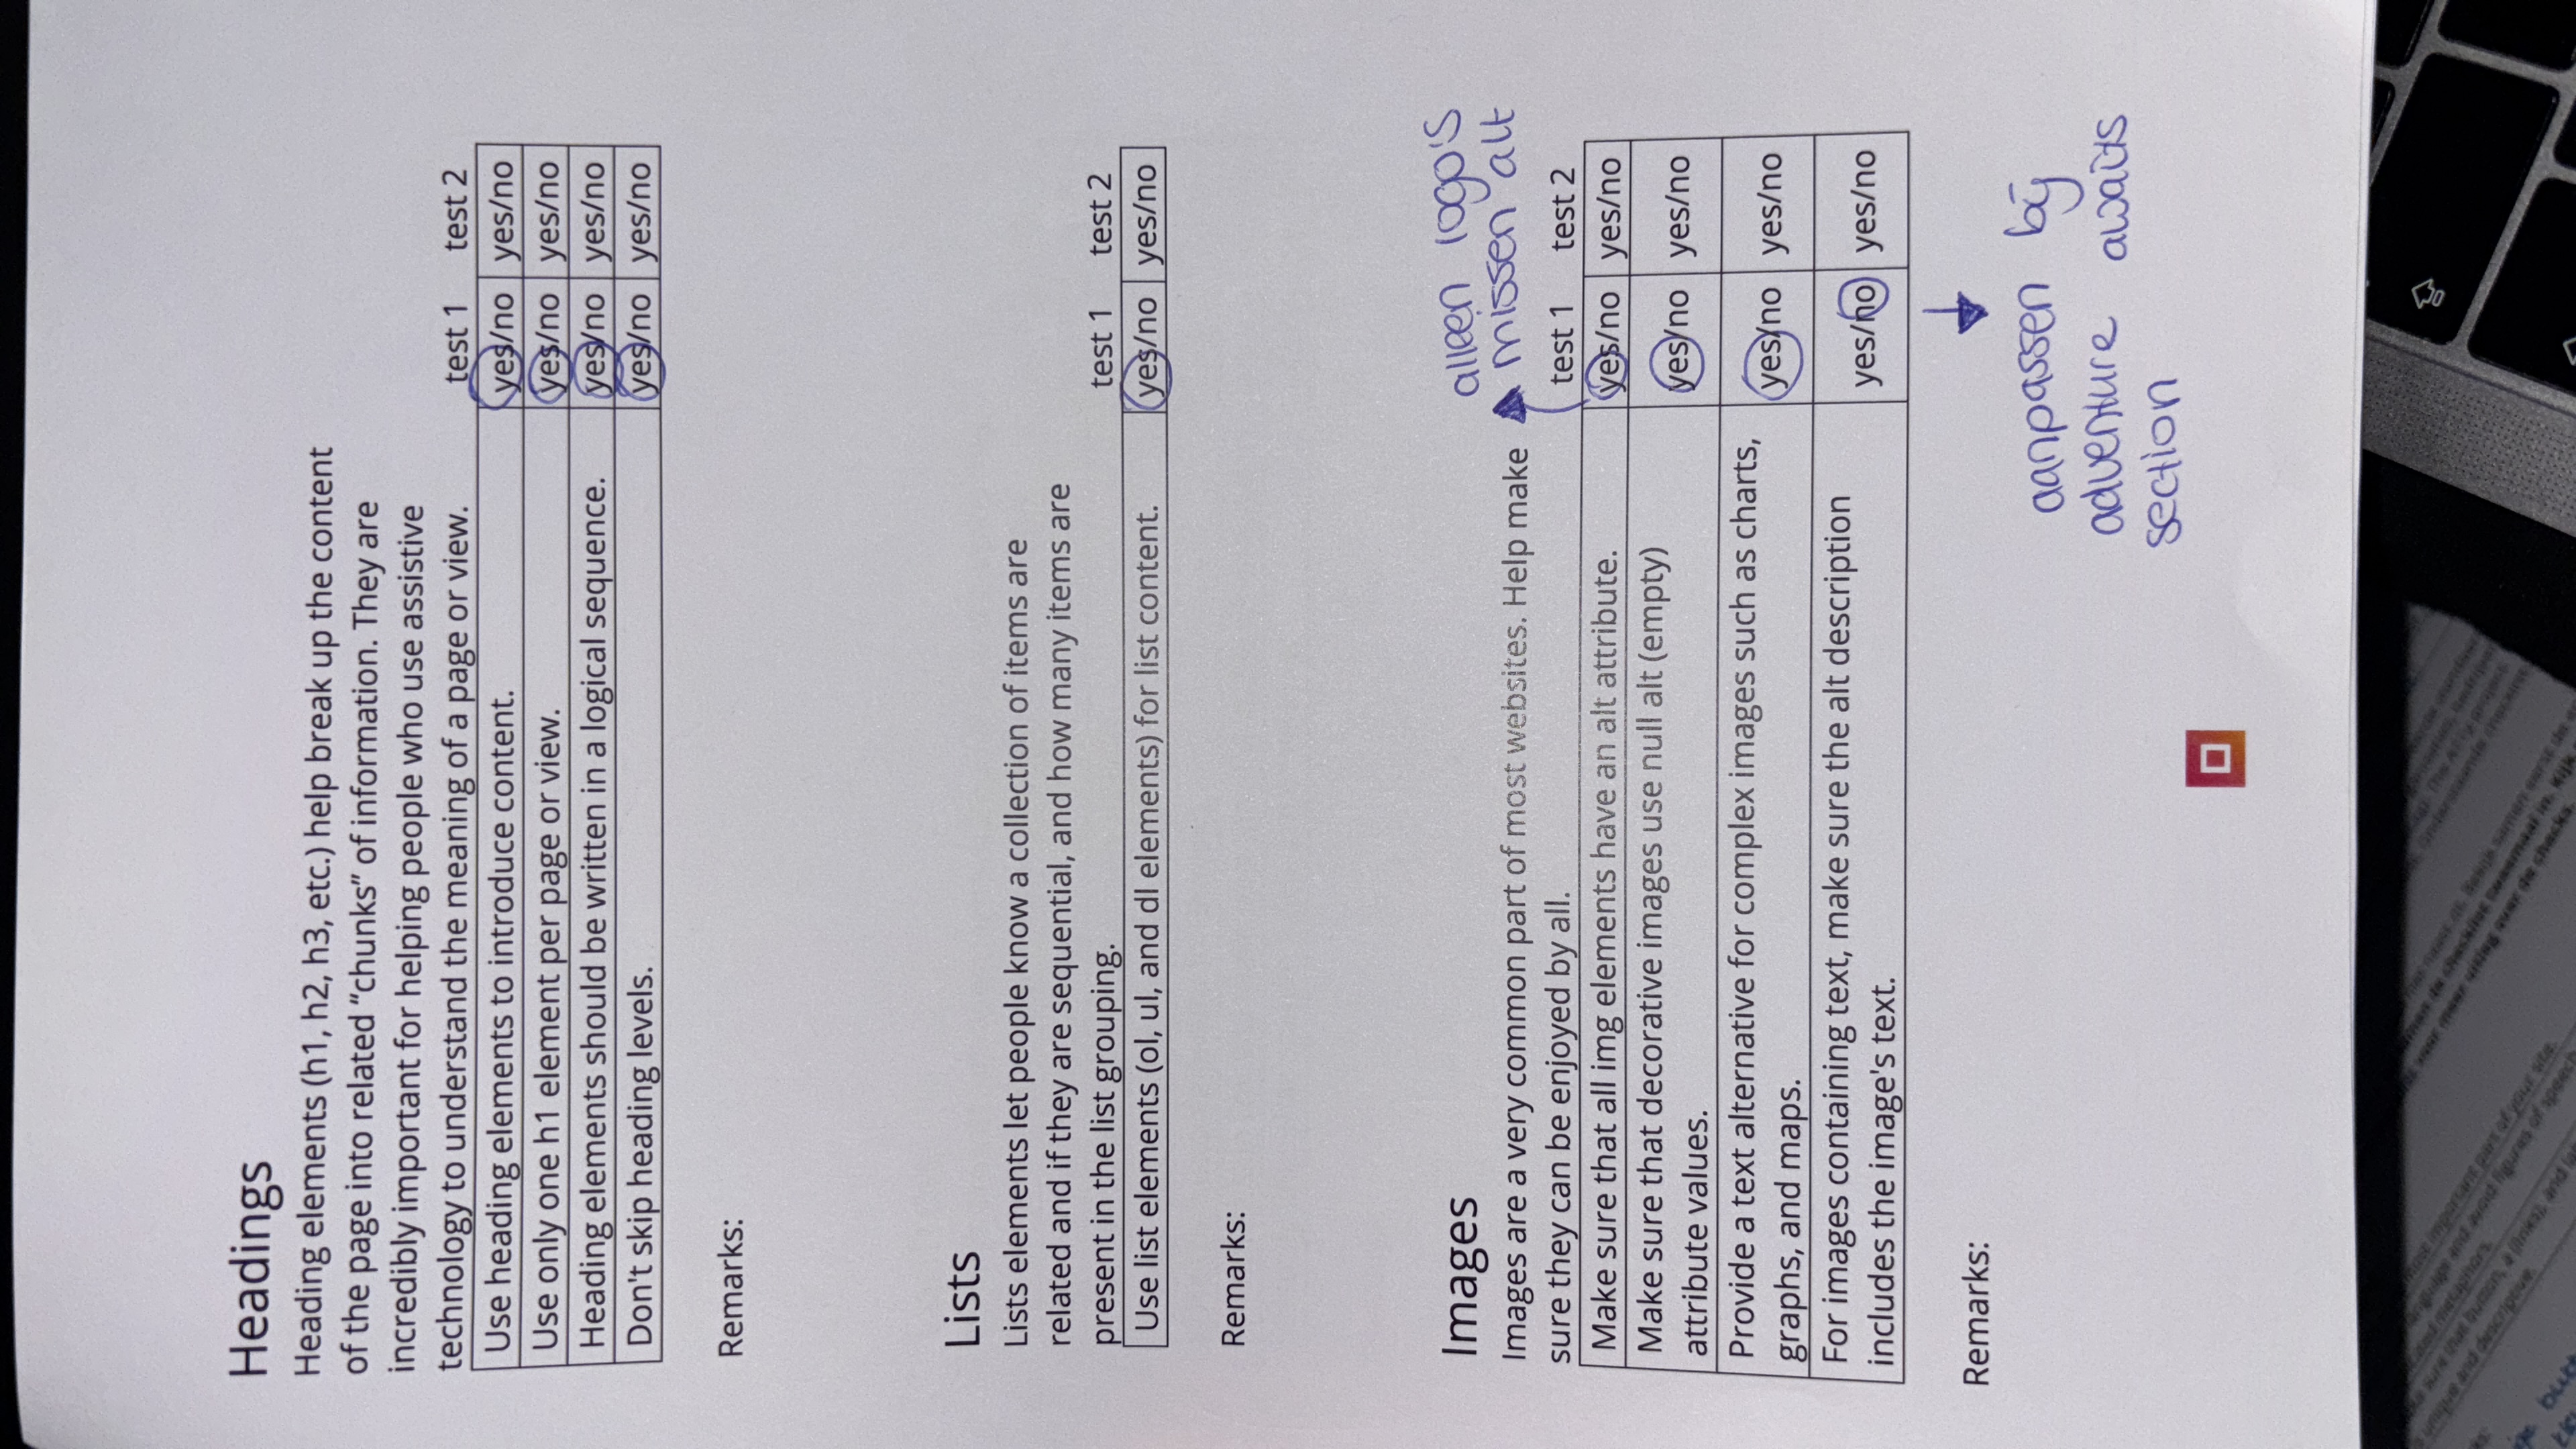 Headings
Heading elements (h1, h2, h3, etc.) help break up the content
of the page into related “chunks” of information. They are
incredibly important for helping people who use assistive
technology to understand the meaning of a page or view. test 1 test 2
Use heading elements to introduce content. yes/no yes/no
Use only one h1 element per page or view. yes/no yes/no
Heading elements should be written in a logical sequence. yes/no yes/no
Don't skip heading levels. yes/no yes/no
Remarks:
Lists
Lists elements let people know a collection of items are
related and if they are sequential, and how many items are
present in the list grouping. test 1 test 2
Use list elements (ol, ul, and dl elements) for list content. yes/no yes/no
Remarks:
alleen logo's
missen alt
Images
Images are a very common part of most websites. Help make
sure they can be enjoyed by all. test 1 test 2
Make sure that all img elements have an alt attribute. yes/no yes/no
Make sure that decorative images use null alt (empty)
attribute values. yes/no yes/no
Provide a text alternative for complex images such as charts,
graphs, and maps. yes/no yes/no
For images containing text, make sure the alt description
includes the image's text. yes/no yes/no
Remarks:
aanpassen bij
adventure awaits
section